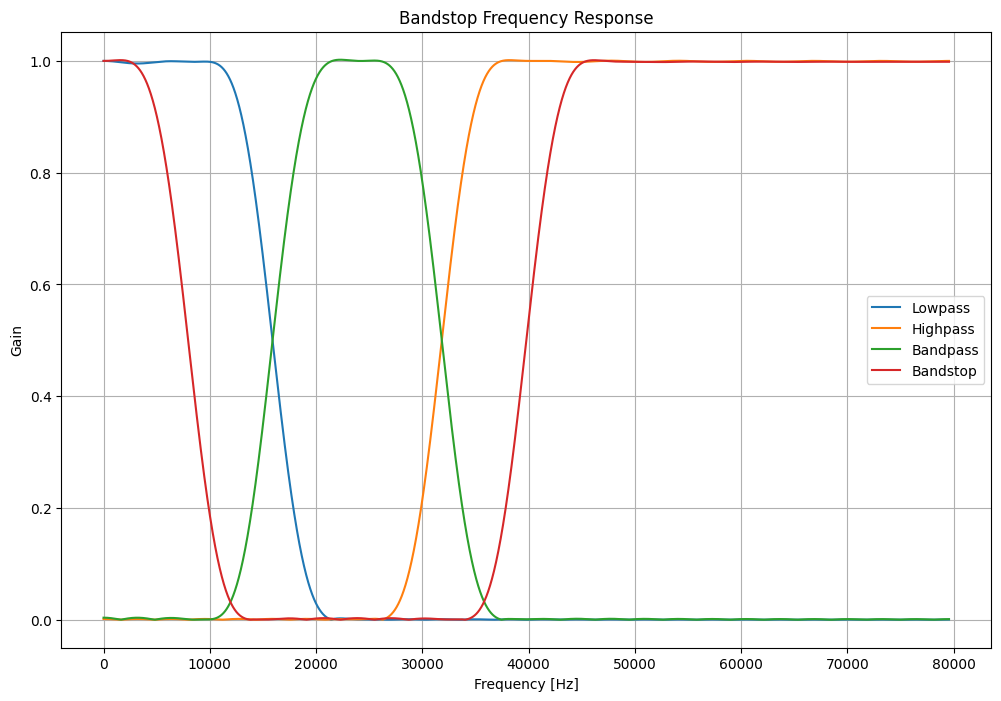 Bandstop Frequency Response
Gain
1.0
0.8
0.6
0.4
0.2
0.0
Lowpass
Highpass
Bandpass
Bandstop
0 10000 20000 30000 40000 50000 60000 70000 80000
Frequency [Hz]